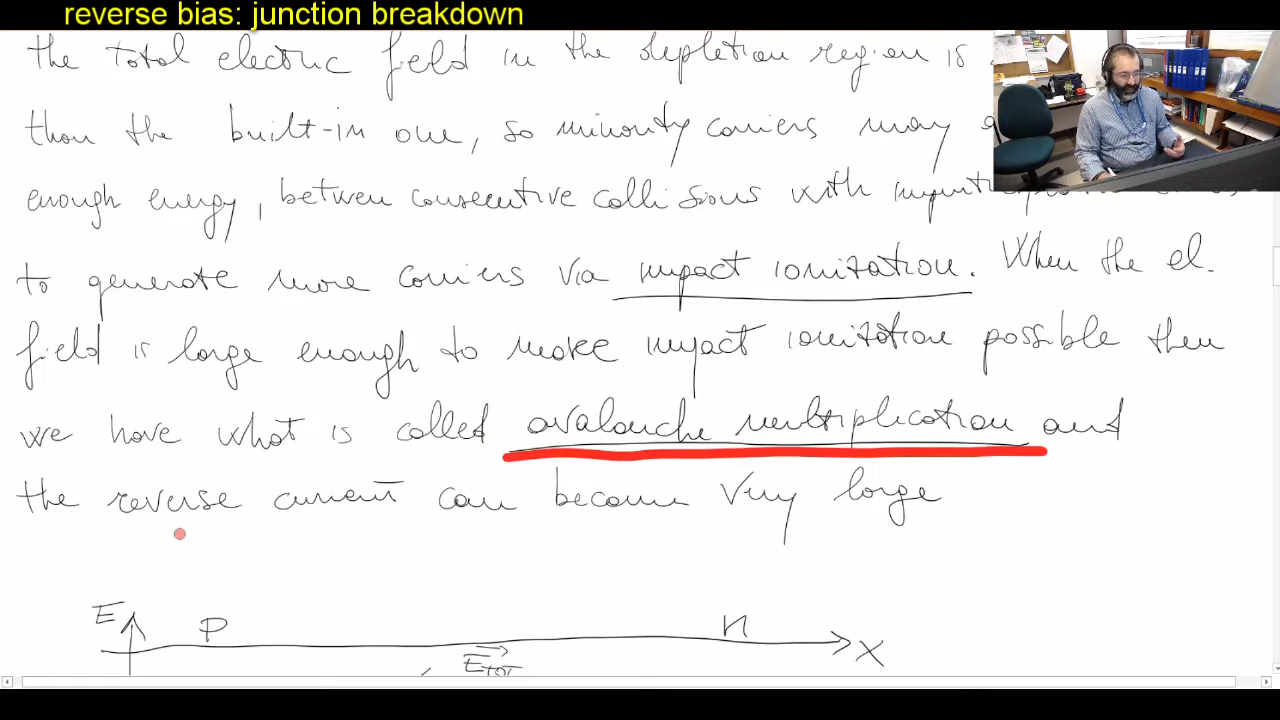 reverse bias: junction breakdown
the total electric field in the depletion region is
than the built-in one, so minority carriers may
enough energy, between consecutive collisions with
to generate more carriers via impact ionization. When the el.
field is large enough to make impact ionization possible then
we have what is called avalanche multiplication and
the reverse current can become very large
E P n
X
E TOT